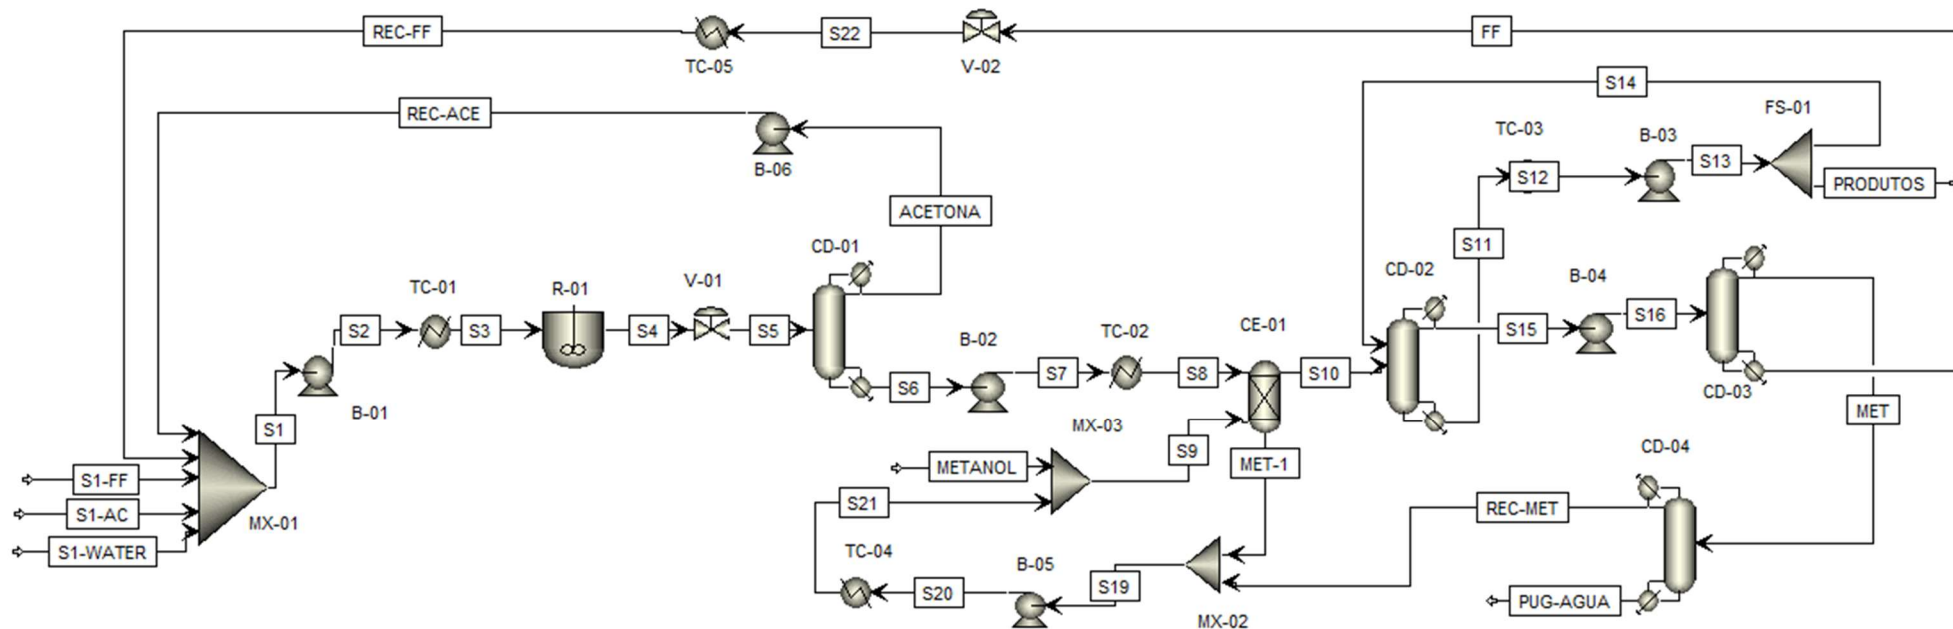 REC-FF
TC-05
S22
V-02
FF
S14
REC-ACE
B-06
FS-01
TC-03
B-03
S12
S13
PRODUTOS
ACETONA
CD-01
S11
CD-02
TC-01
R-01
V-01
S2
S3
S4
S5
B-04
S15
S16
CE-01
B-02
TC-02
S7
S8
S10
S6
CD-03
B-01
S1
MX-03
S9
MET
METANOL
MET-1
CD-04
S1-FF
S1-AC
S1-WATER
MX-01
S21
REC-MET
TC-04
B-05
S20
S19
MX-02
PUG-AGUA